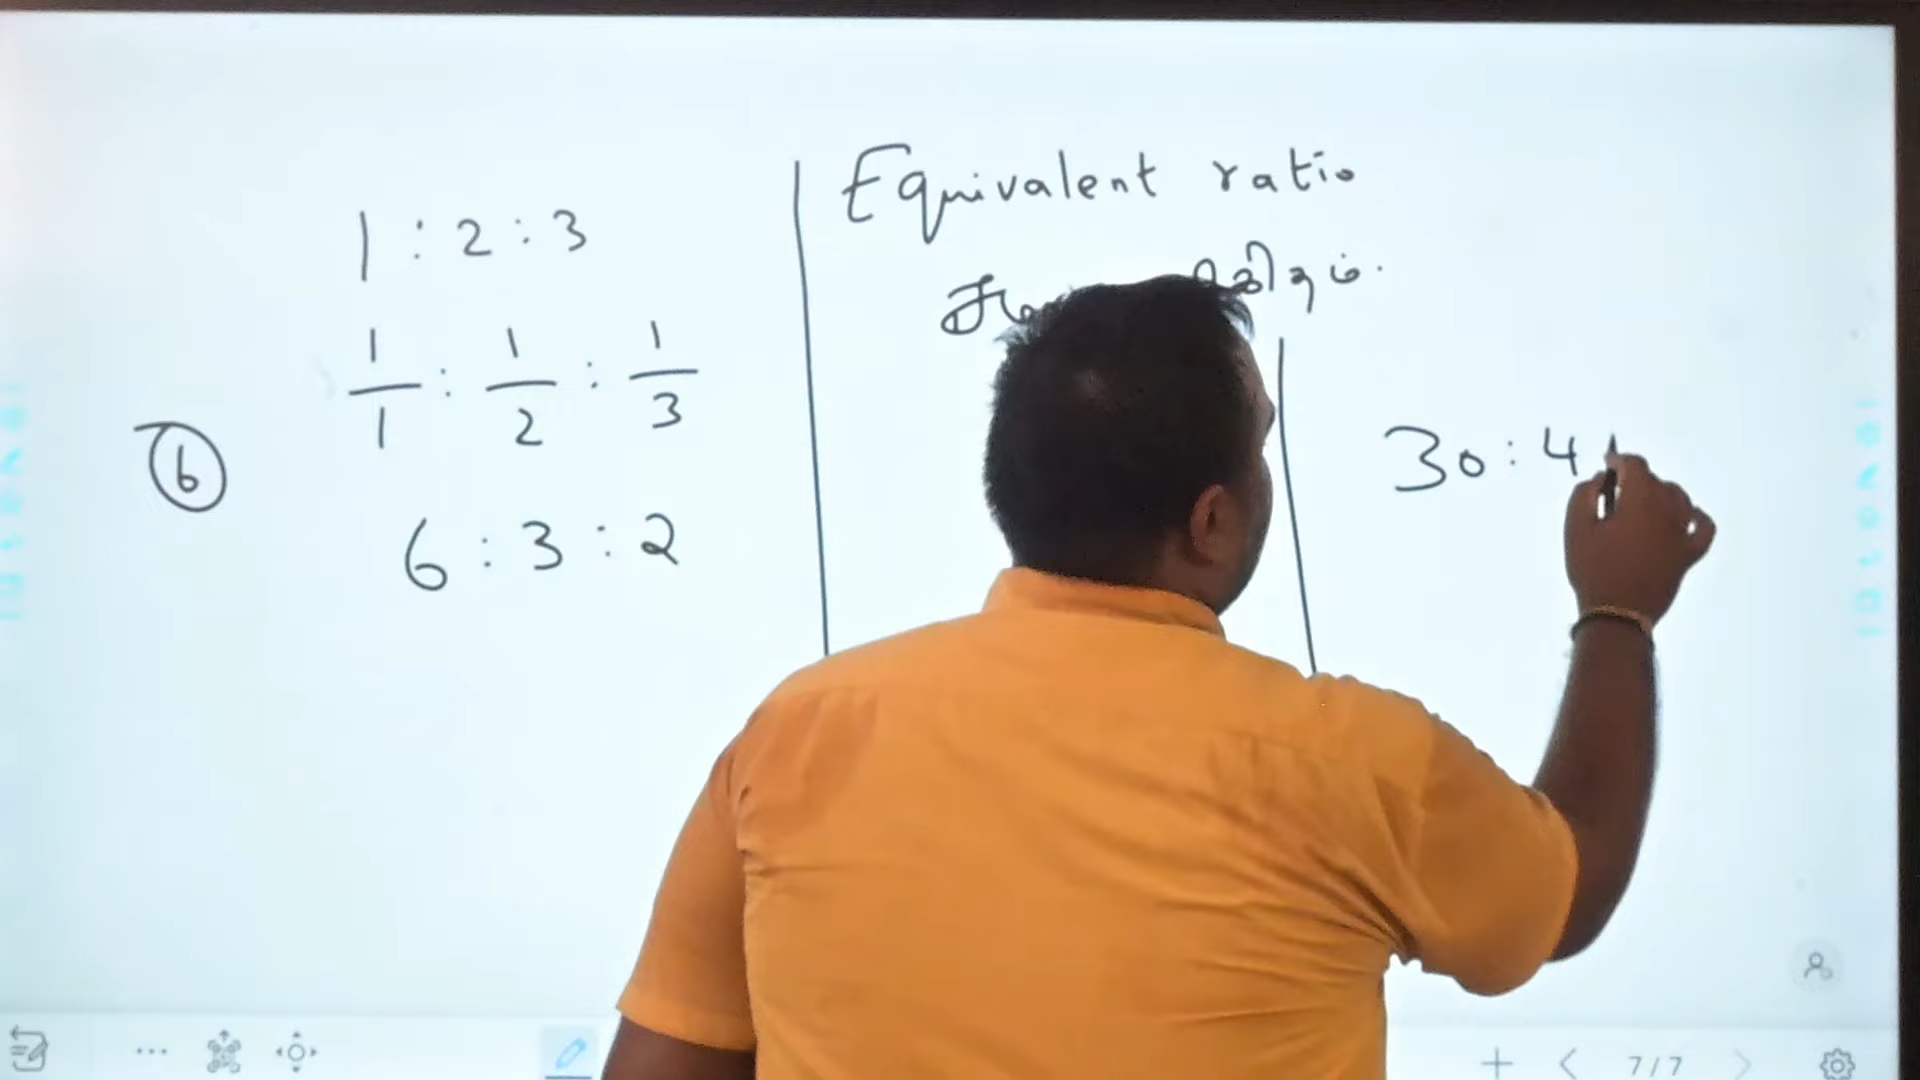 1 : 2 : 3
1/1 : 1/2 : 1/3
6
6 : 3 : 2
Equivalent ratio
30 : 4
7/7